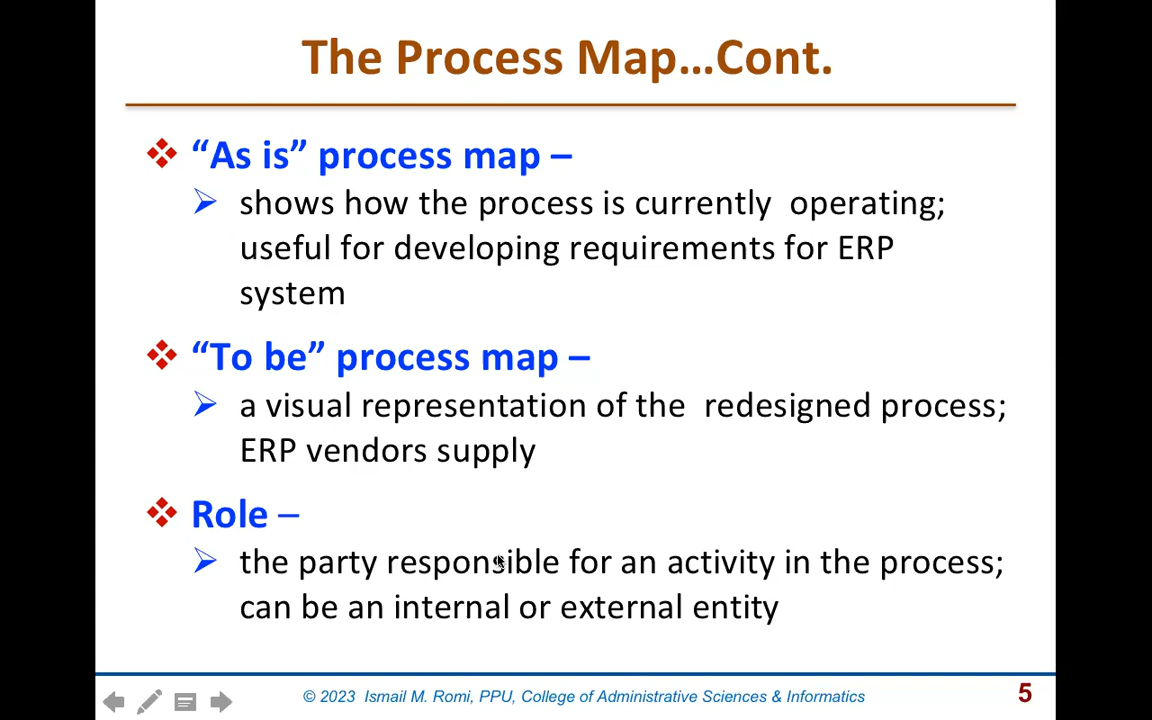 The Process Map...Cont.
“As is” process map –
shows how the process is currently operating;
useful for developing requirements for ERP
system
“To be” process map –
a visual representation of the redesigned process;
ERP vendors supply
Role –
the party responsible for an activity in the process;
can be an internal or external entity
© 2023 Ismail M. Romi, PPU, College of Administrative Sciences & Informatics
5